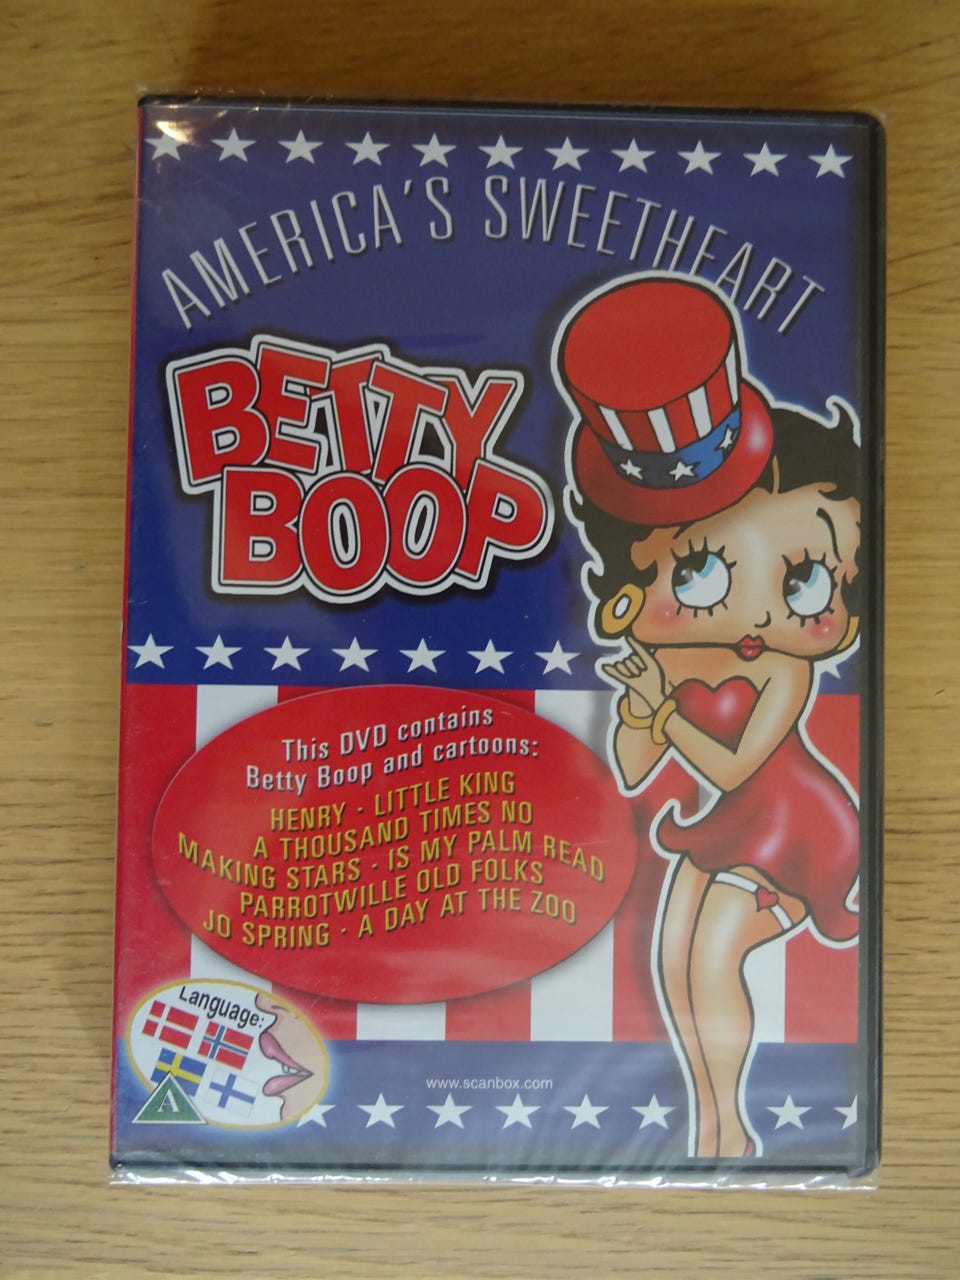 AMERICA'S SWEETHEART
BETTY
BOOP
This DVD contains
Betty Boop and cartoons:
HENRY - LITTLE KING
A THOUSAND TIMES NO
MAKING STARS - IS MY PALM READ
PARROTWILLE OLD FOLKS
JO SPRING - A DAY AT THE ZOO
Language:
A
www.scanbox.com